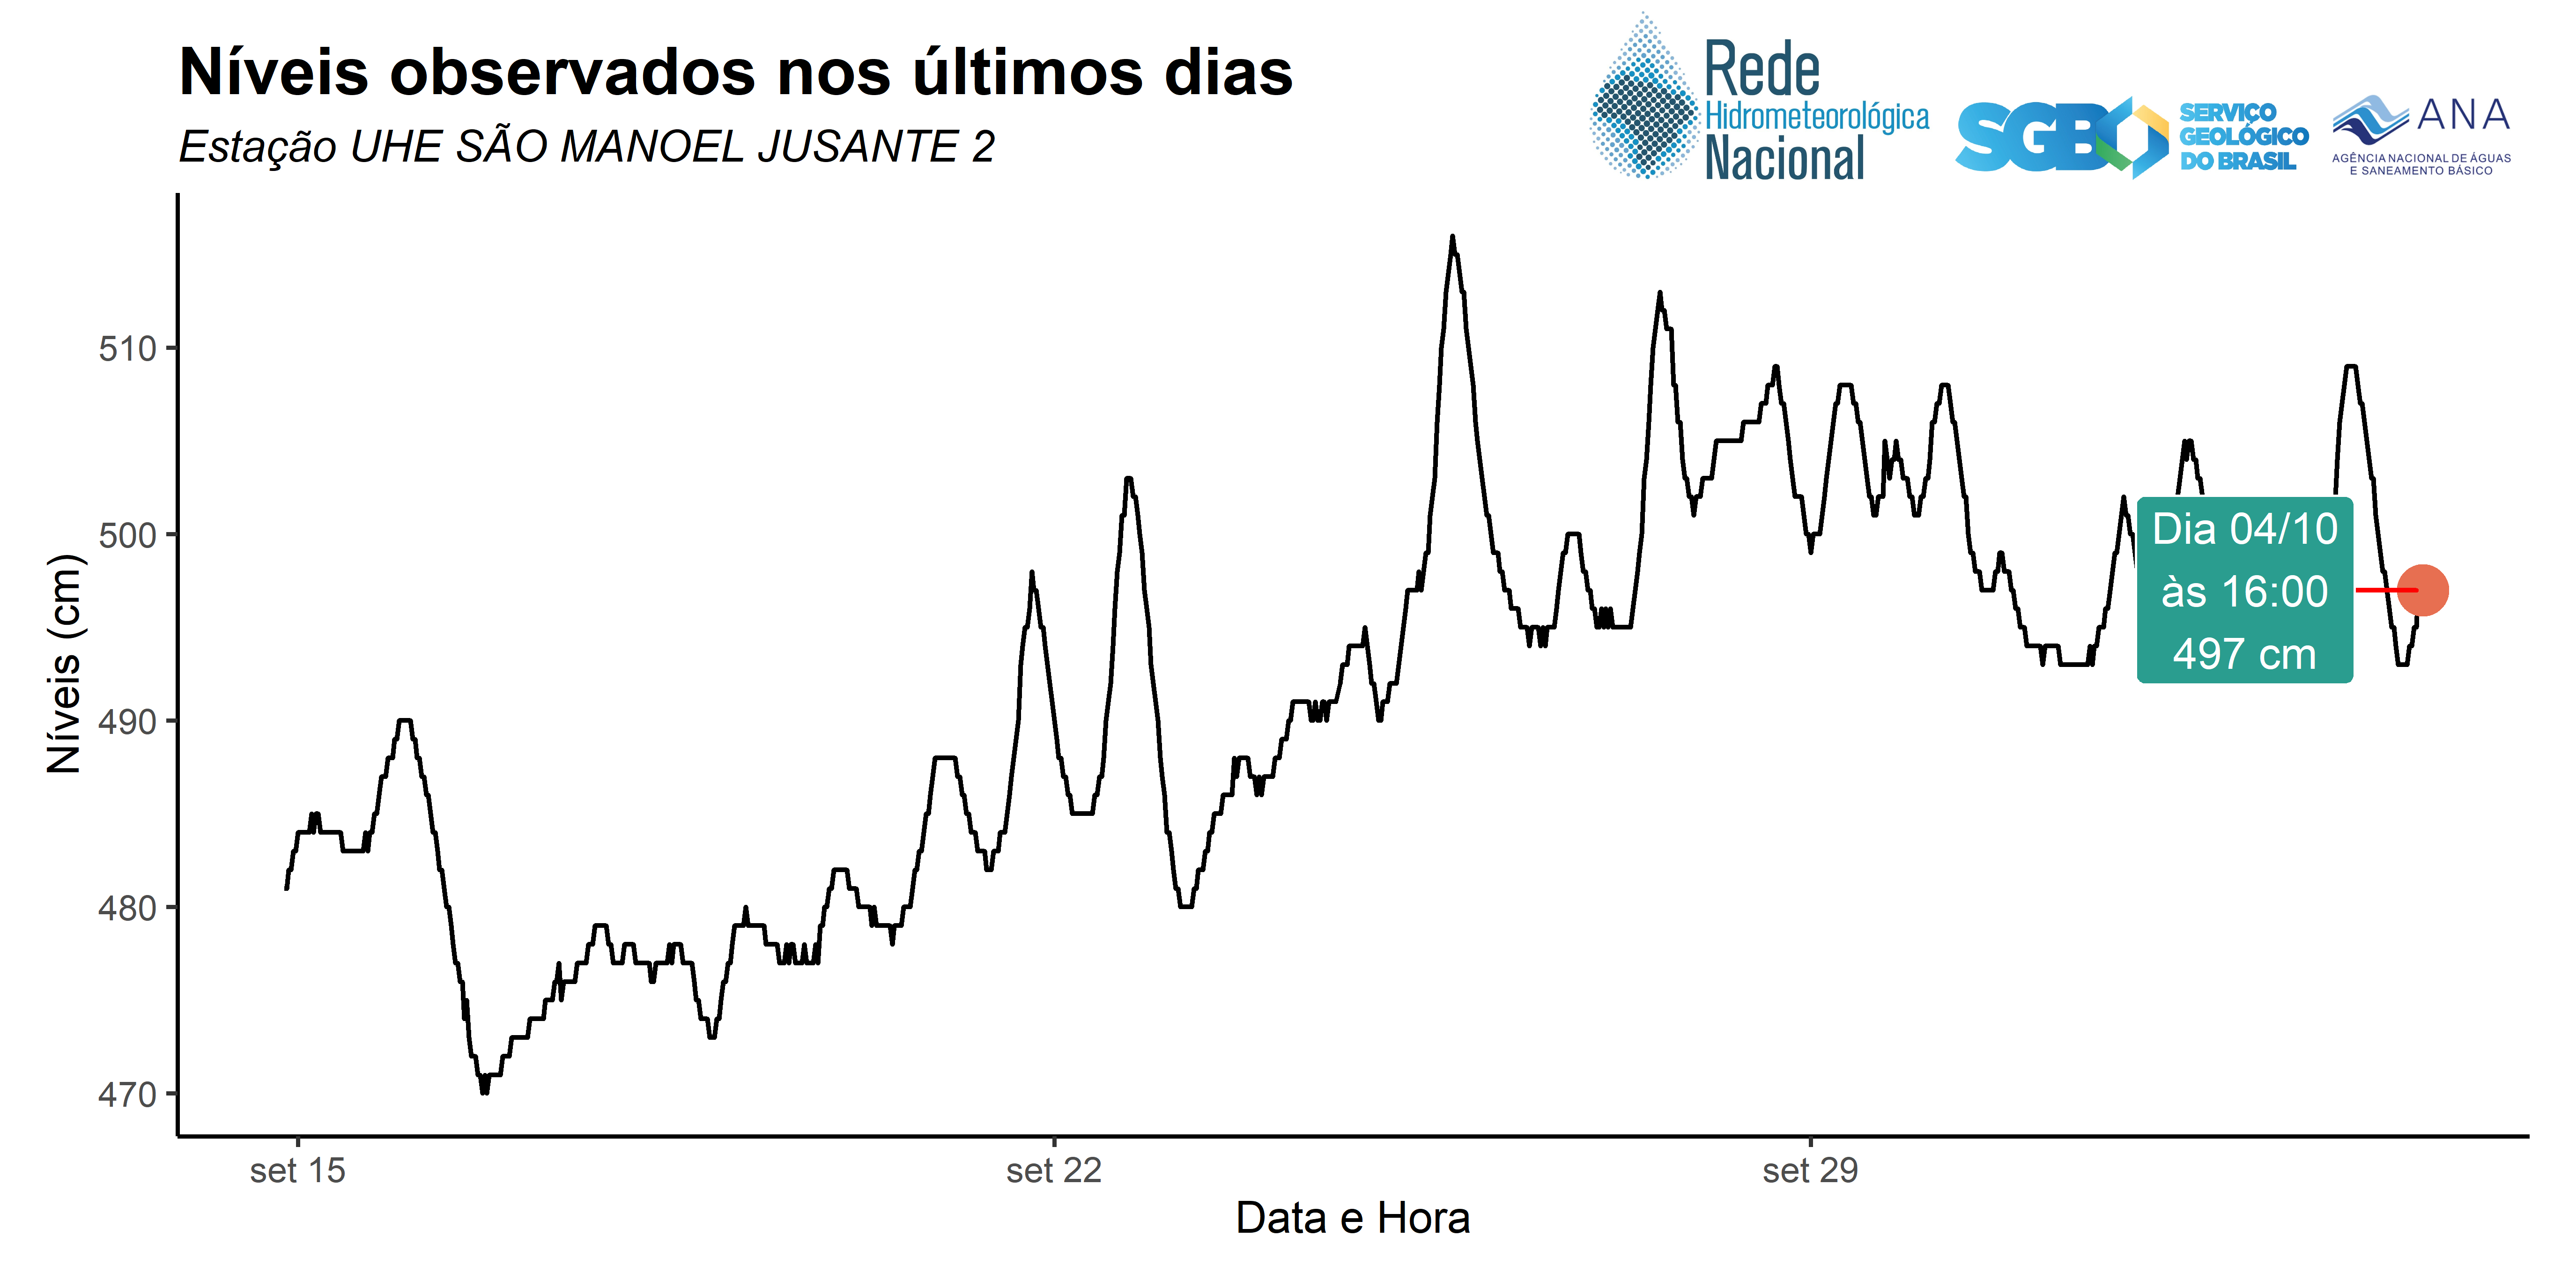 Níveis observados nos últimos dias
Estação UHE SÃO MANOEL JUSANTE 2
Rede
Hidrometeorológica
Nacional
SGB
SERVIÇO
GEOLÓGICO
DO BRASIL
ANA
AGÊNCIA NACIONAL DE ÁGUAS
E SANEAMENTO BÁSICO
Níveis (cm)
510
500
490
480
470
Dia 04/10
às 16:00
497 cm
set 15
set 22
set 29
Data e Hora